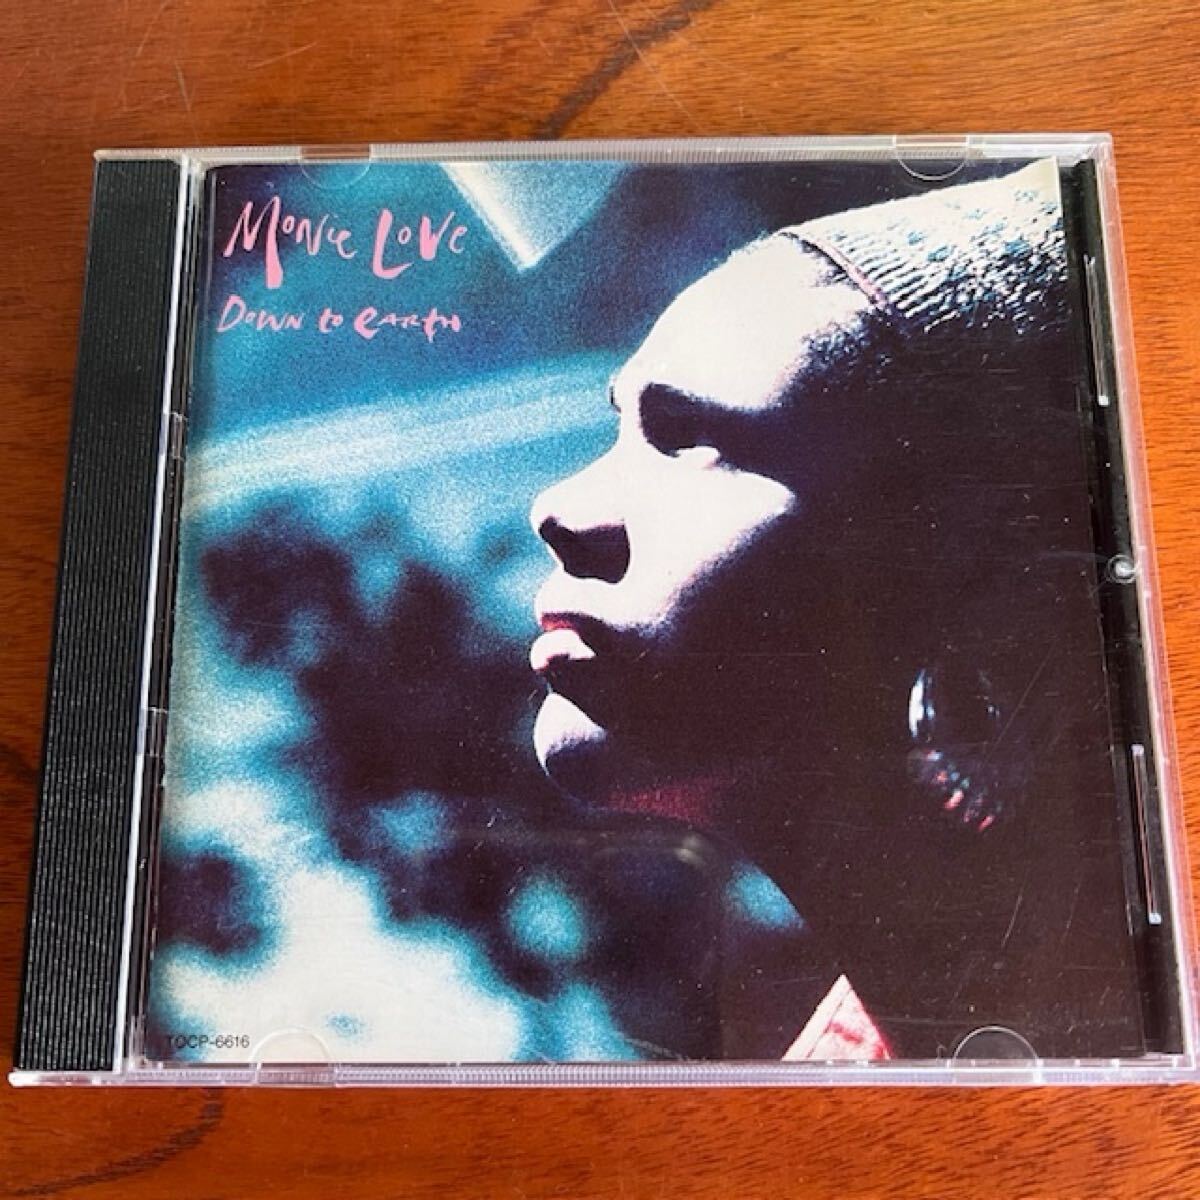 Monie Love
Down to earth
TOCP-6616